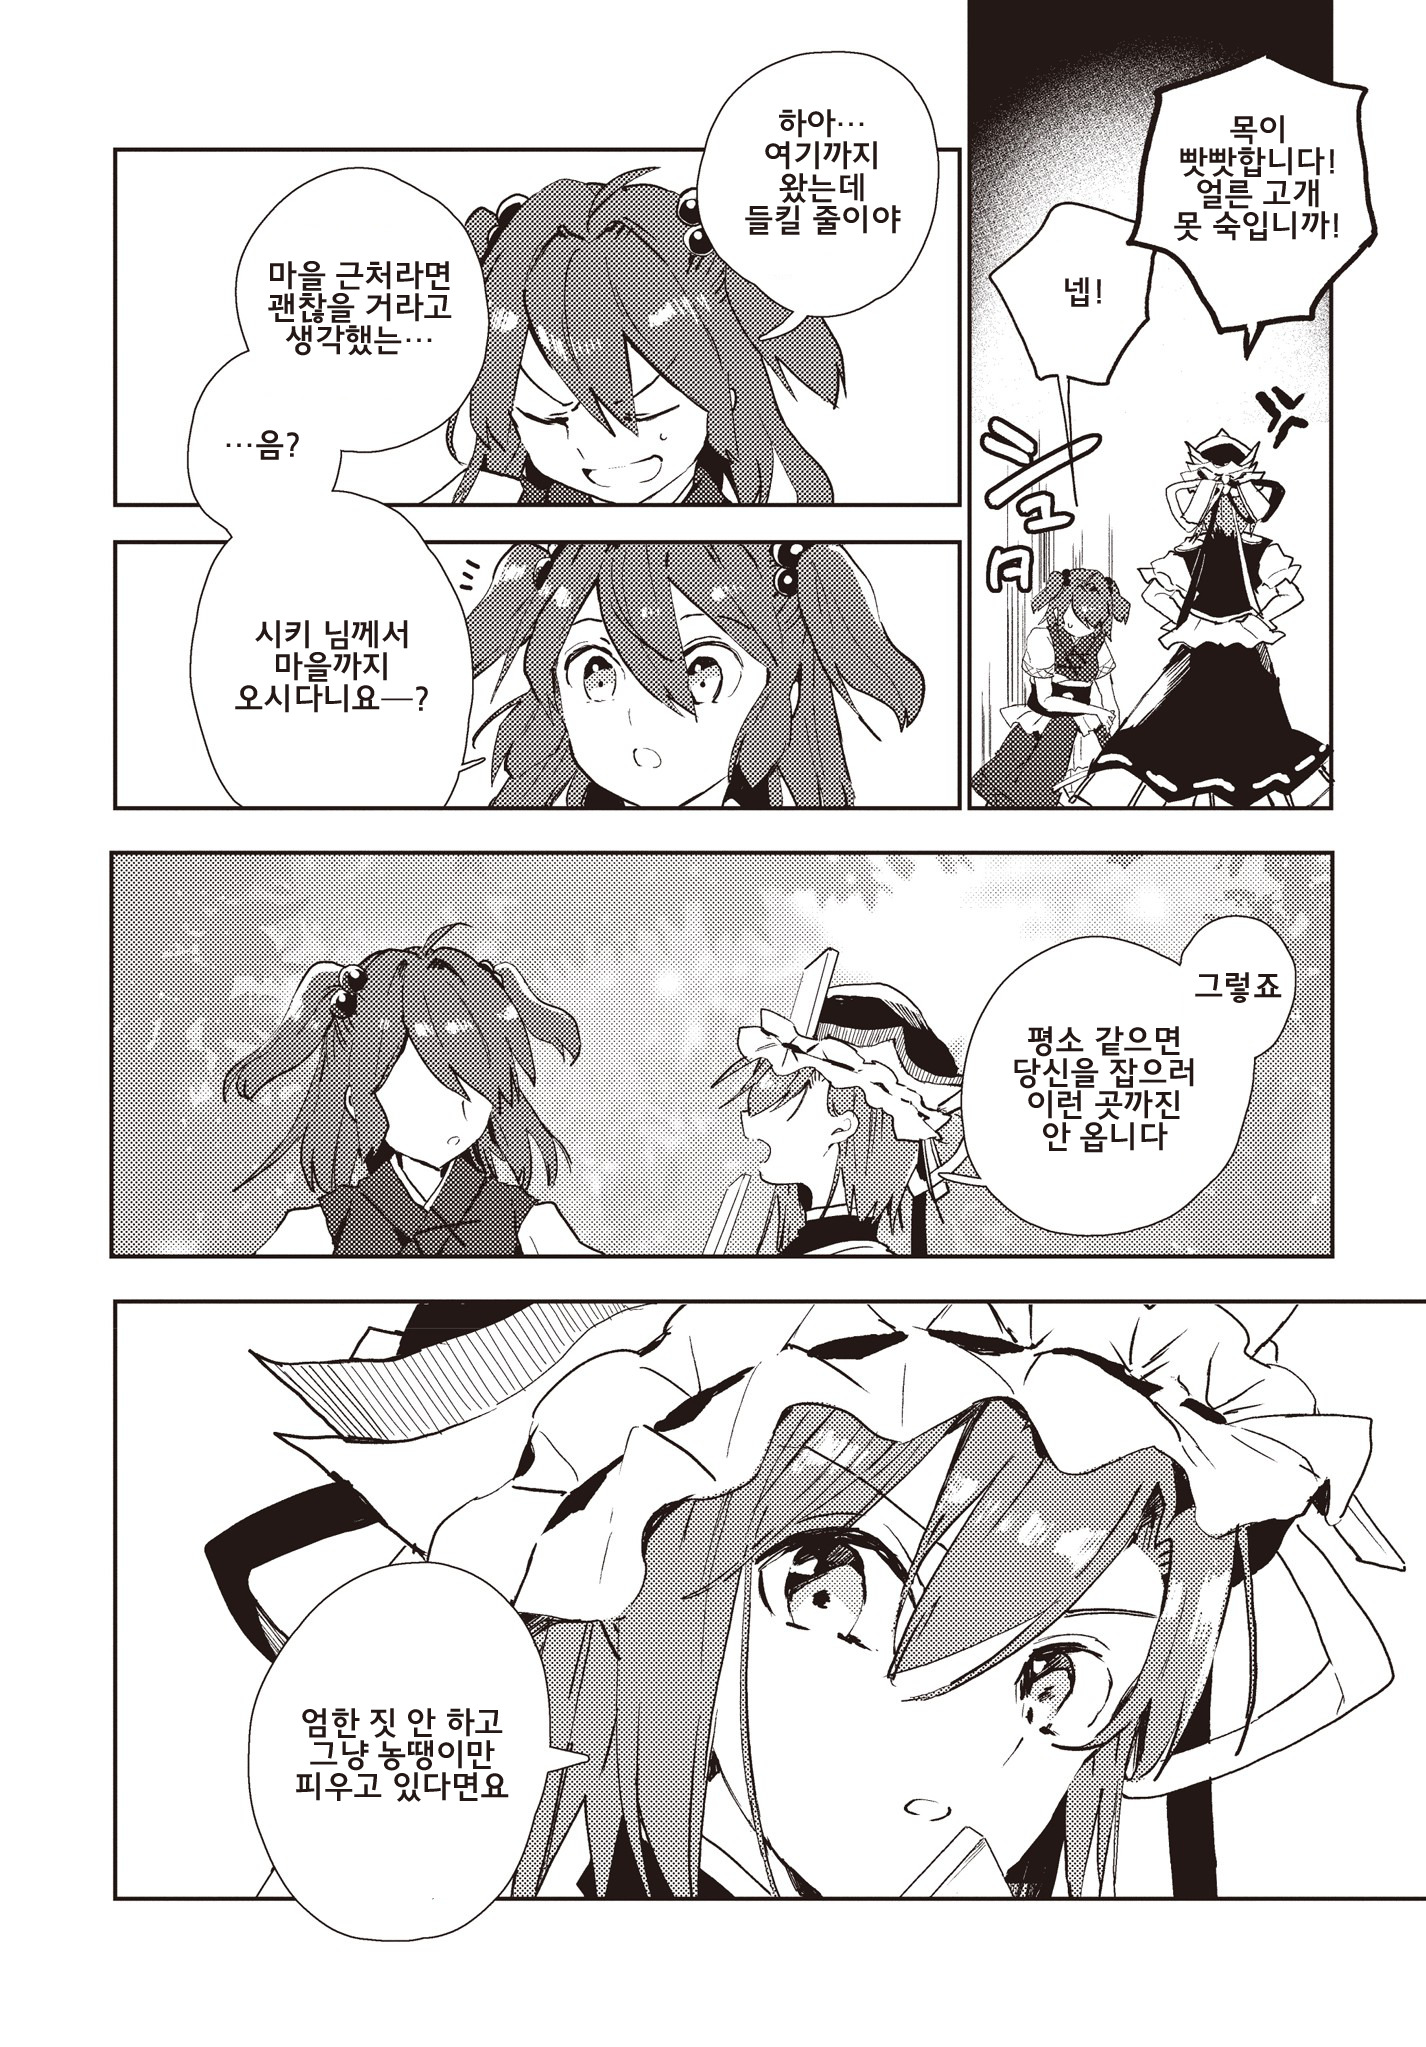 목이
빳빳합니다!
얼른 고개
못 숙입니까!
넵!
シュタ
하아…
여기까지
왔는데
들킬 줄이야
마을 근처라면
괜찮을 거라고
생각했는…
…음?
시키 님께서
마을까지
오시다니요—?
그렇죠
평소 같으면
당신을 잡으러
이런 곳까진
안 옵니다
엄한 짓 안 하고
그냥 농땡이만
피우고 있다면요